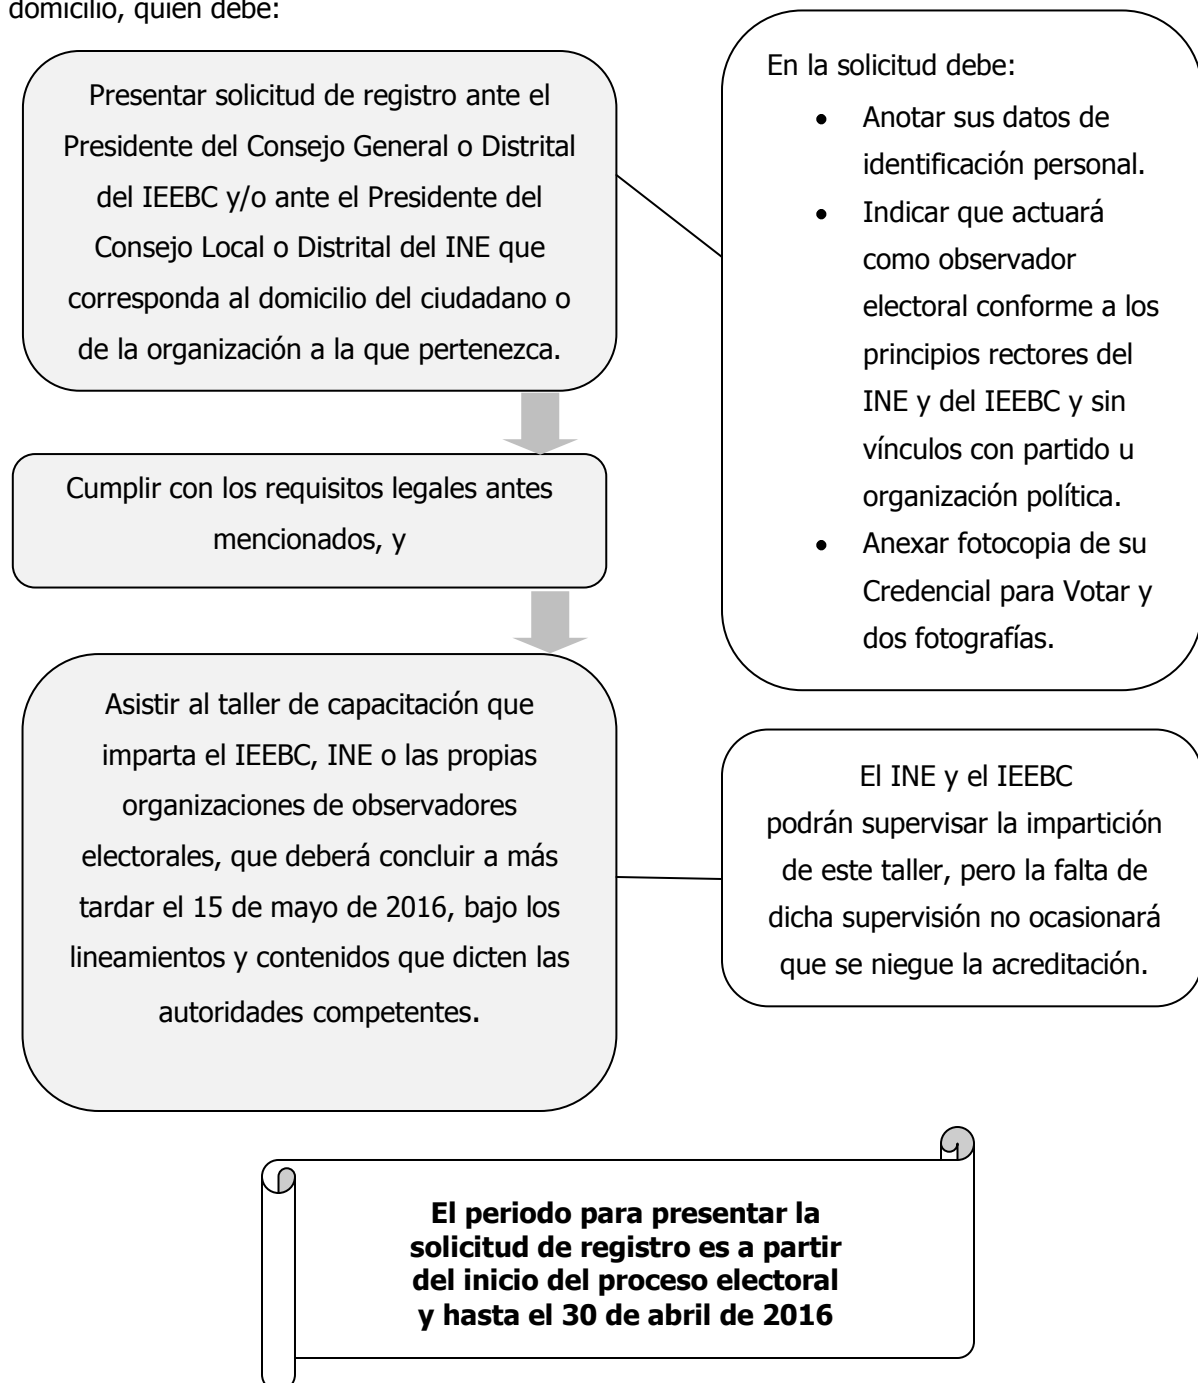 domicilio, quien debe:
Presentar solicitud de registro ante el
Presidente del Consejo General o Distrital
del IEEBC y/o ante el Presidente del
Consejo Local o Distrital del INE que
corresponda al domicilio del ciudadano o
de la organización a la que pertenezca.
En la solicitud debe:
• Anotar sus datos de
identificación personal.
• Indicar que actuará
como observador
electoral conforme a los
principios rectores del
INE y del IEEBC y sin
vínculos con partido u
organización política.
• Anexar fotocopia de su
Credencial para Votar y
dos fotografías.
Cumplir con los requisitos legales antes
mencionados, y
Asistir al taller de capacitación que
imparta el IEEBC, INE o las propias
organizaciones de observadores
electorales, que deberá concluir a más
tardar el 15 de mayo de 2016, bajo los
lineamientos y contenidos que dicten las
autoridades competentes.
El INE y el IEEBC
podrán supervisar la impartición
de este taller, pero la falta de
dicha supervisión no ocasionará
que se niegue la acreditación.
El periodo para presentar la
solicitud de registro es a partir
del inicio del proceso electoral
y hasta el 30 de abril de 2016